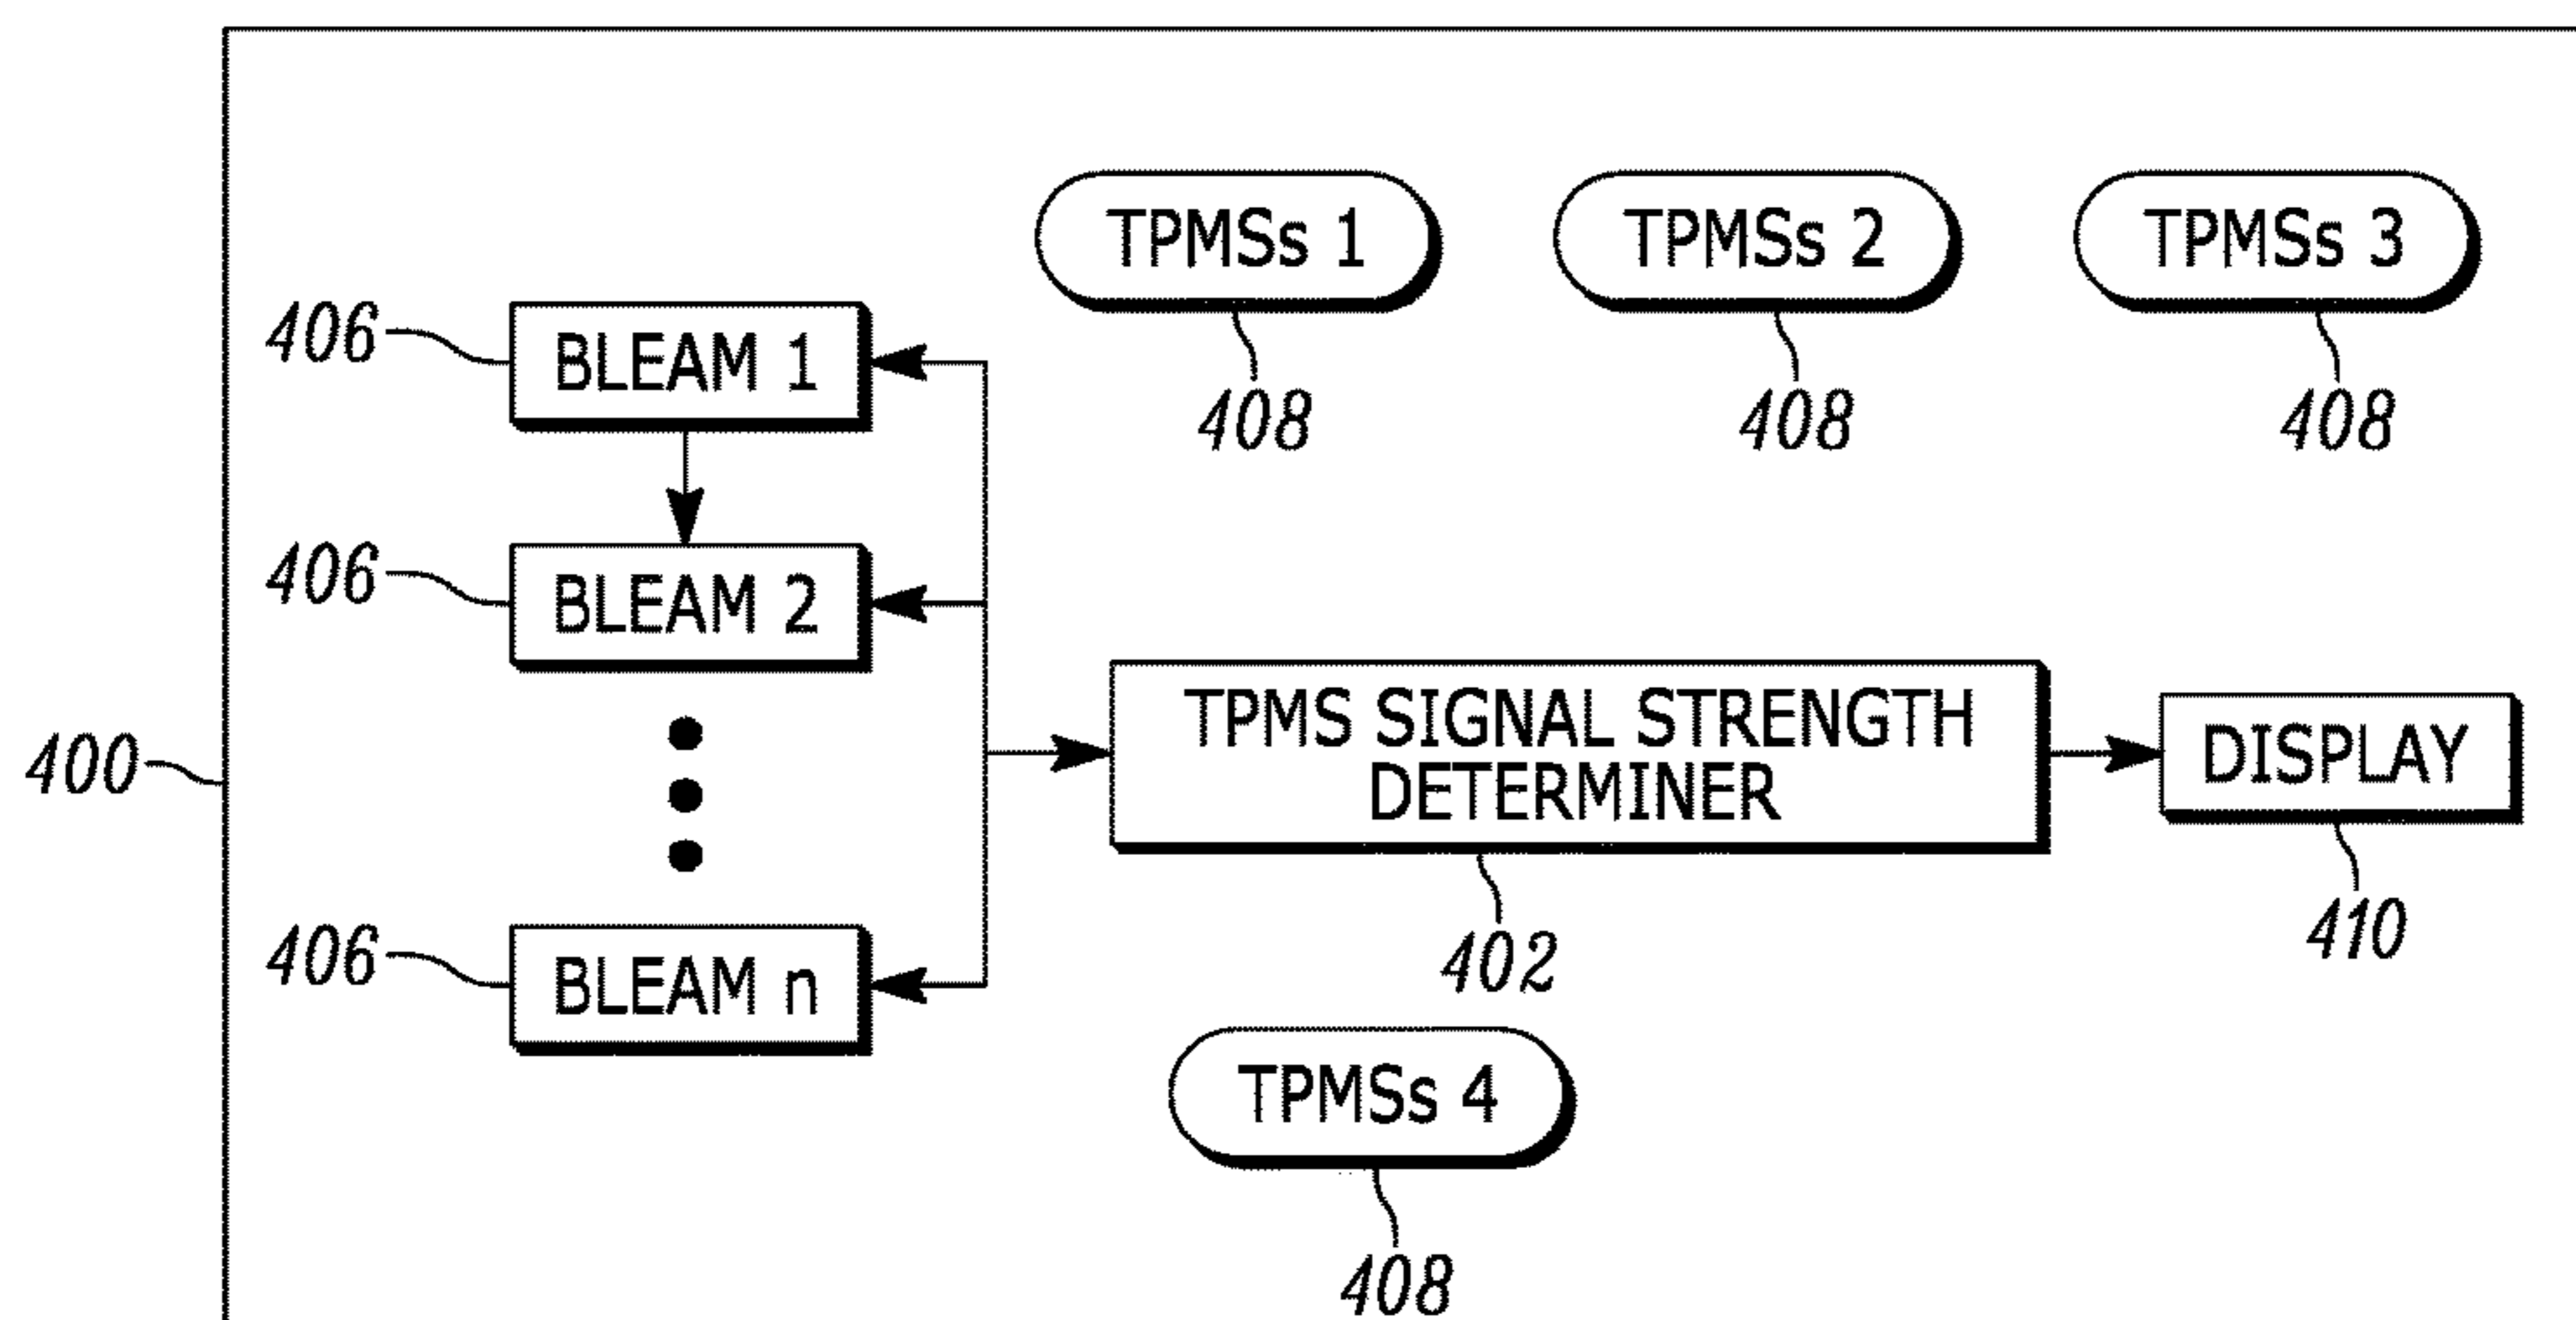 TPMSs 1
TPMSs 2
TPMSs 3
406
BLEAM 1
408
408
408
406
BLEAM 2
400
TPMS SIGNAL STRENGTH
DETERMINER
DISPLAY
406
BLEAM n
402
410
TPMSs 4
408